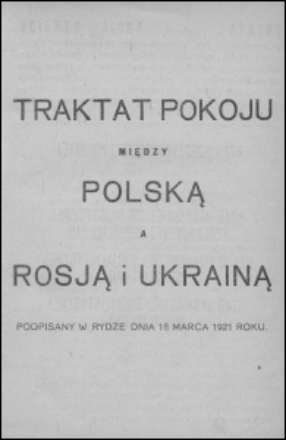 TRAKTAT POKOJU
MIĘDZY
POLSKĄ
A
ROSJĄ i UKRAINĄ
PODPISANY W RYDZE DNIA 18 MARCA 1921 ROKU.